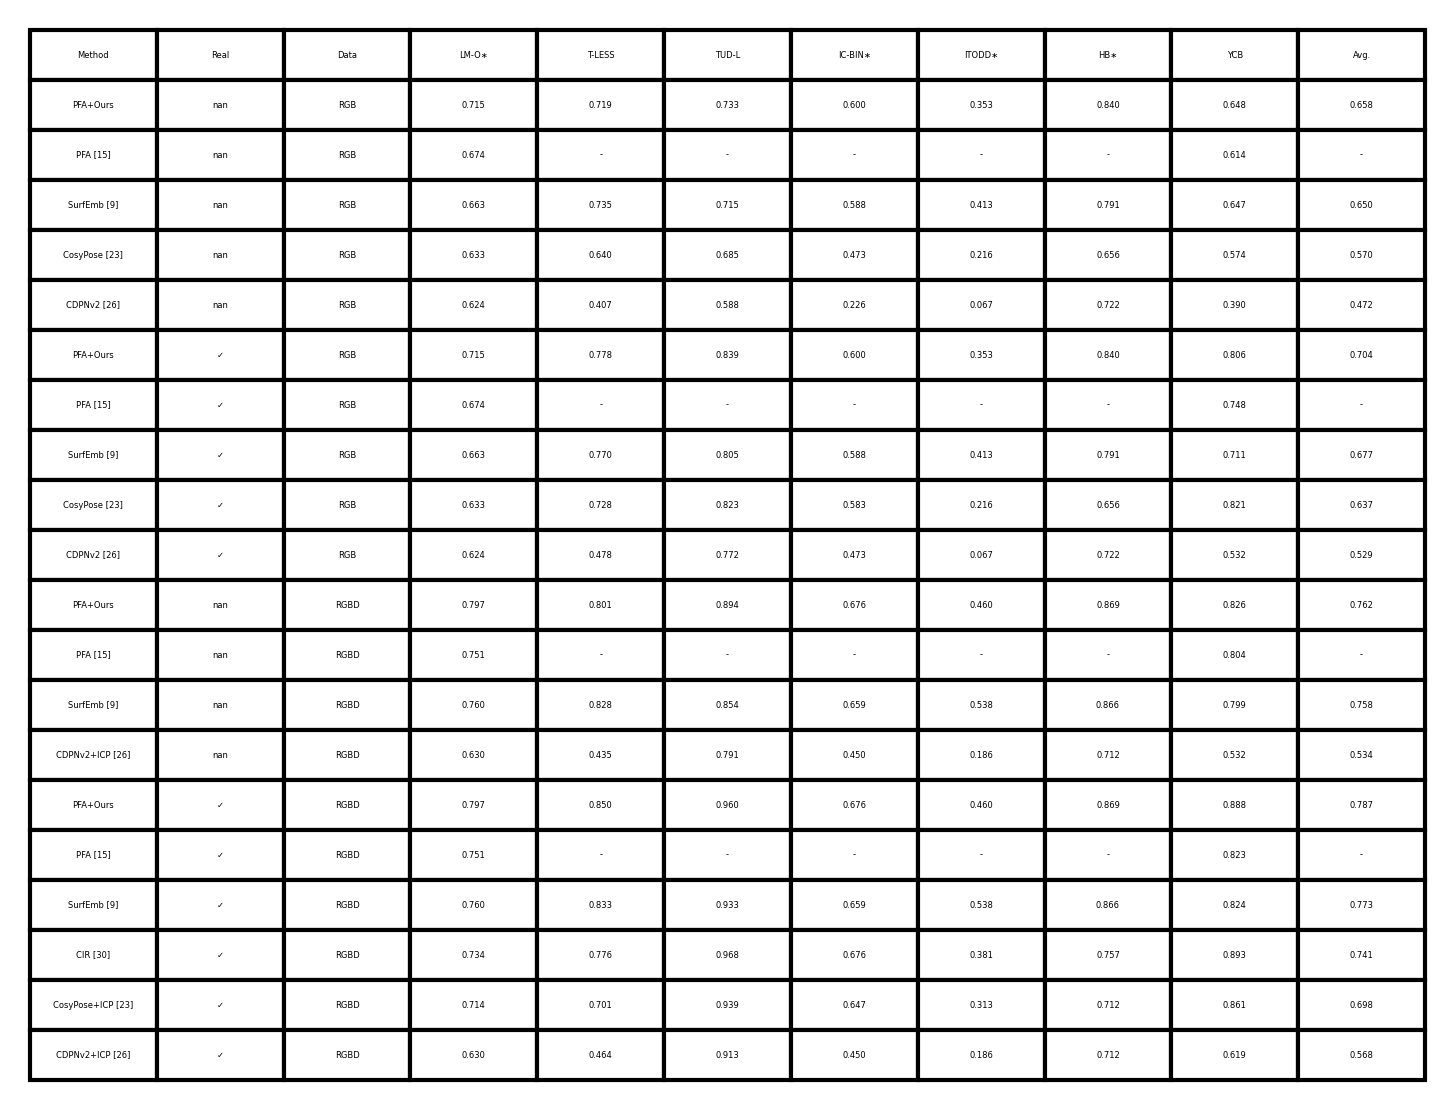 Method Real Data LM-O∗ T-LESS TUD-L IC-BIN∗ ITODD∗ HB∗ YCB Avg.
PFA+Ours nan RGB 0.715 0.719 0.733 0.600 0.353 0.840 0.648 0.658
PFA [15] nan RGB 0.674 - - - - - 0.614 -
SurfEmb [9] nan RGB 0.663 0.735 0.715 0.588 0.413 0.791 0.647 0.650
CosyPose [23] nan RGB 0.633 0.640 0.685 0.473 0.216 0.656 0.574 0.570
CDPNv2 [26] nan RGB 0.624 0.407 0.588 0.226 0.067 0.722 0.390 0.472
PFA+Ours ✓ RGB 0.715 0.778 0.839 0.600 0.353 0.840 0.806 0.704
PFA [15] ✓ RGB 0.674 - - - - - 0.748 -
SurfEmb [9] ✓ RGB 0.663 0.770 0.805 0.588 0.413 0.791 0.711 0.677
CosyPose [23] ✓ RGB 0.633 0.728 0.823 0.583 0.216 0.656 0.821 0.637
CDPNv2 [26] ✓ RGB 0.624 0.478 0.772 0.473 0.067 0.722 0.532 0.529
PFA+Ours nan RGBD 0.797 0.801 0.894 0.676 0.460 0.869 0.826 0.762
PFA [15] nan RGBD 0.751 - - - - - 0.804 -
SurfEmb [9] nan RGBD 0.760 0.828 0.854 0.659 0.538 0.866 0.799 0.758
CDPNv2+ICP [26] nan RGBD 0.630 0.435 0.791 0.450 0.186 0.712 0.532 0.534
PFA+Ours ✓ RGBD 0.797 0.850 0.960 0.676 0.460 0.869 0.888 0.787
PFA [15] ✓ RGBD 0.751 - - - - - 0.823 -
SurfEmb [9] ✓ RGBD 0.760 0.833 0.933 0.659 0.538 0.866 0.824 0.773
CIR [30] ✓ RGBD 0.734 0.776 0.968 0.676 0.381 0.757 0.893 0.741
CosyPose+ICP [23] ✓ RGBD 0.714 0.701 0.939 0.647 0.313 0.712 0.861 0.698
CDPNv2+ICP [26] ✓ RGBD 0.630 0.464 0.913 0.450 0.186 0.712 0.619 0.568